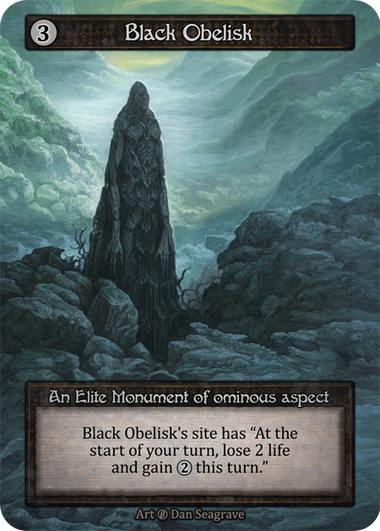 3
Black Obelisk
An Elite Monument of ominous aspect
Black Obelisk's site has “At the
start of your turn, lose 2 life
and gain ② this turn.”
Art @ Dan Seagrave